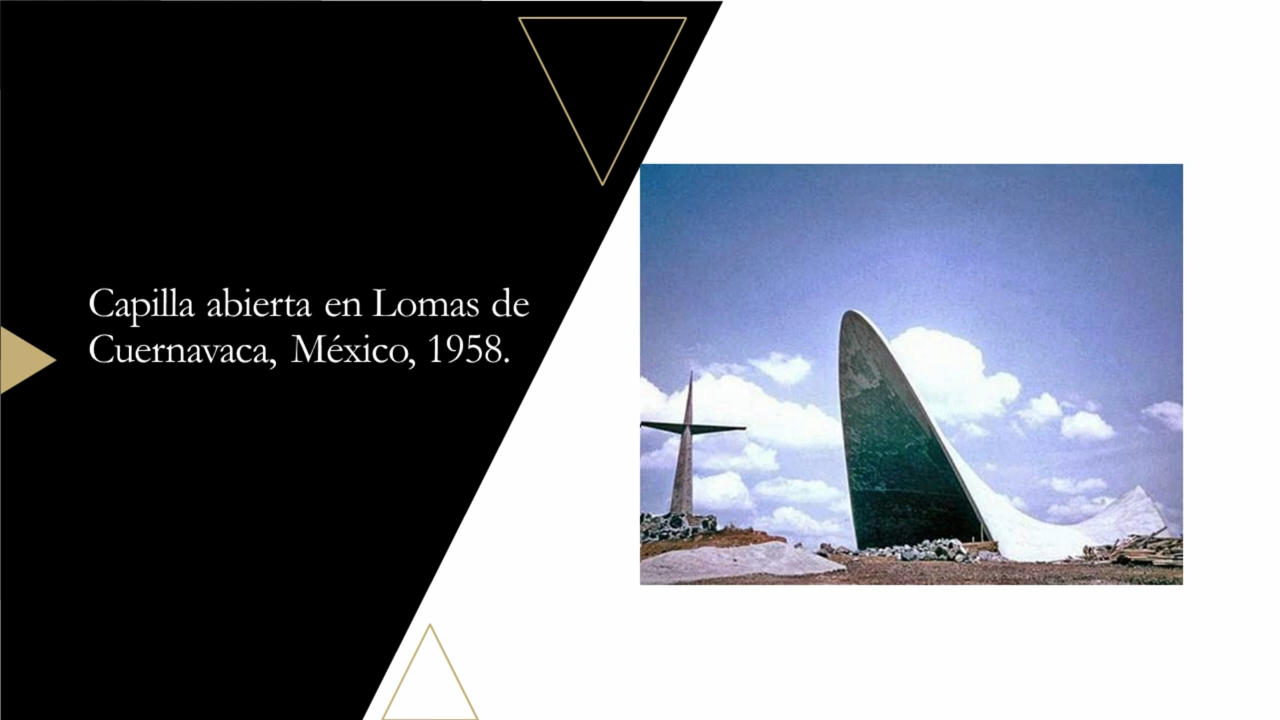 Capilla abierta en Lomas de
Cuernavaca, México, 1958.